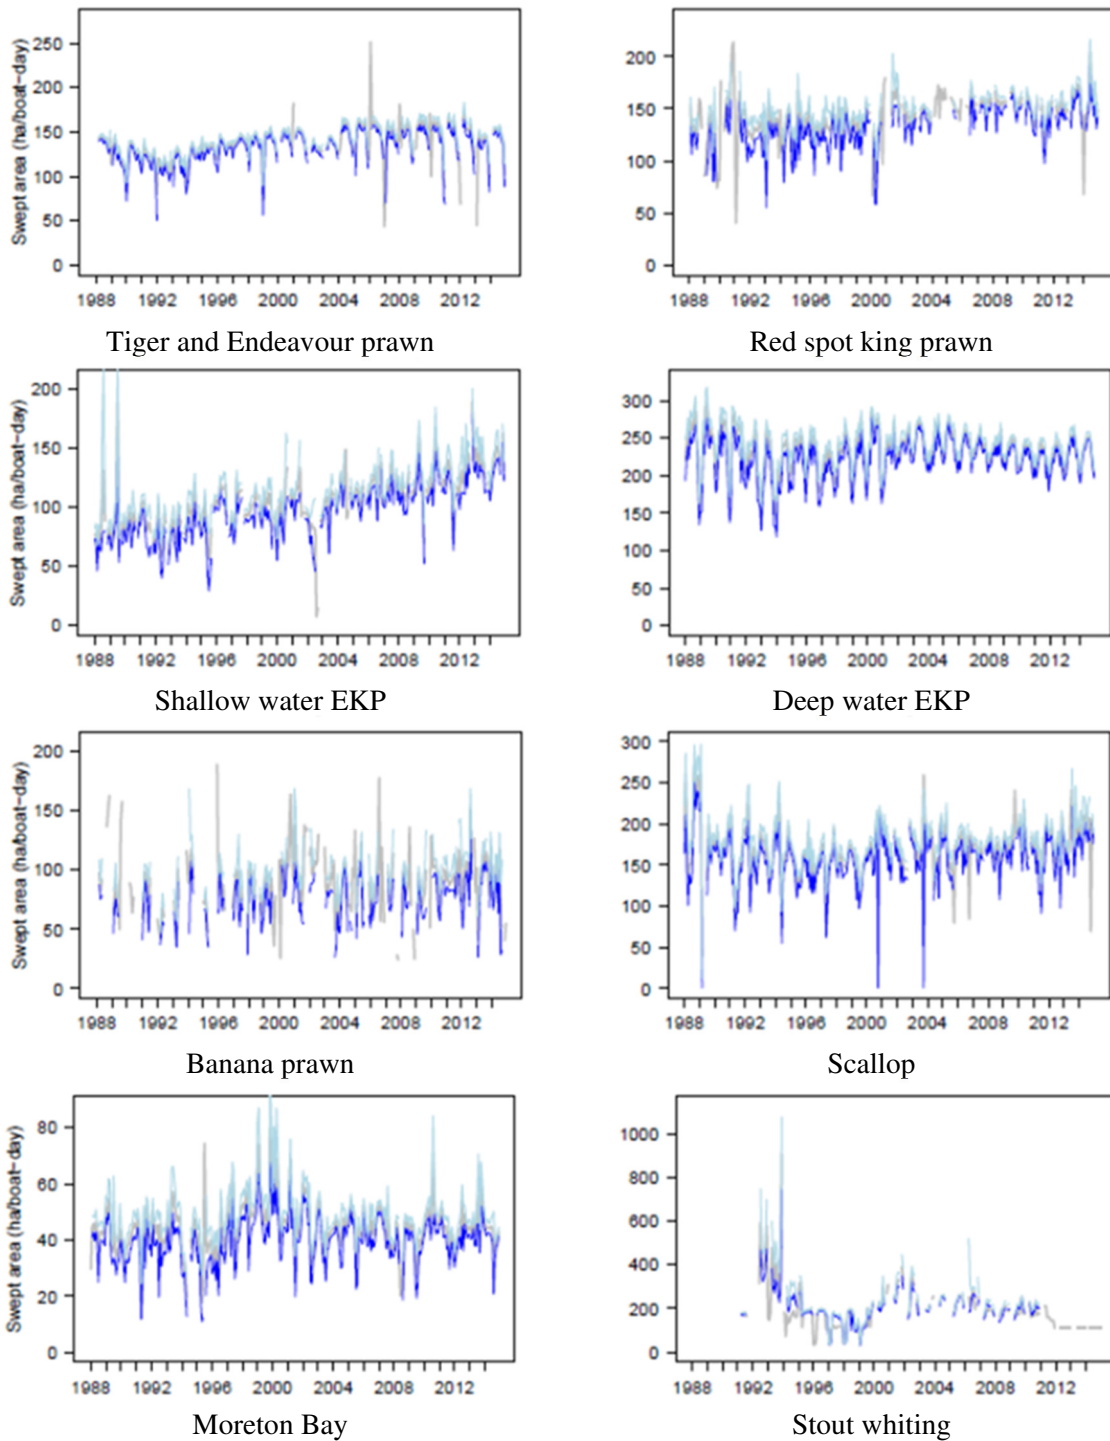 Swept area (ha/boat-day)
250
200
150
100
50
0
1988 1992 1996 2000 2004 2008 2012
Tiger and Endeavour prawn
200
150
100
50
0
1988 1992 1996 2000 2004 2008 2012
Red spot king prawn
Swept area (ha/boat-day)
200
150
100
50
0
1988 1992 1996 2000 2004 2008 2012
Shallow water EKP
300
250
200
150
100
50
0
1988 1992 1996 2000 2004 2008 2012
Deep water EKP
Swept area (ha/boat-day)
200
150
100
50
0
1988 1992 1996 2000 2004 2008 2012
Banana prawn
300
250
200
150
100
50
0
1988 1992 1996 2000 2004 2008 2012
Scallop
Swept area (ha/boat-day)
80
60
40
20
0
1988 1992 1996 2000 2004 2008 2012
Moreton Bay
1000
800
600
400
200
0
1988 1992 1996 2000 2004 2008 2012
Stout whiting